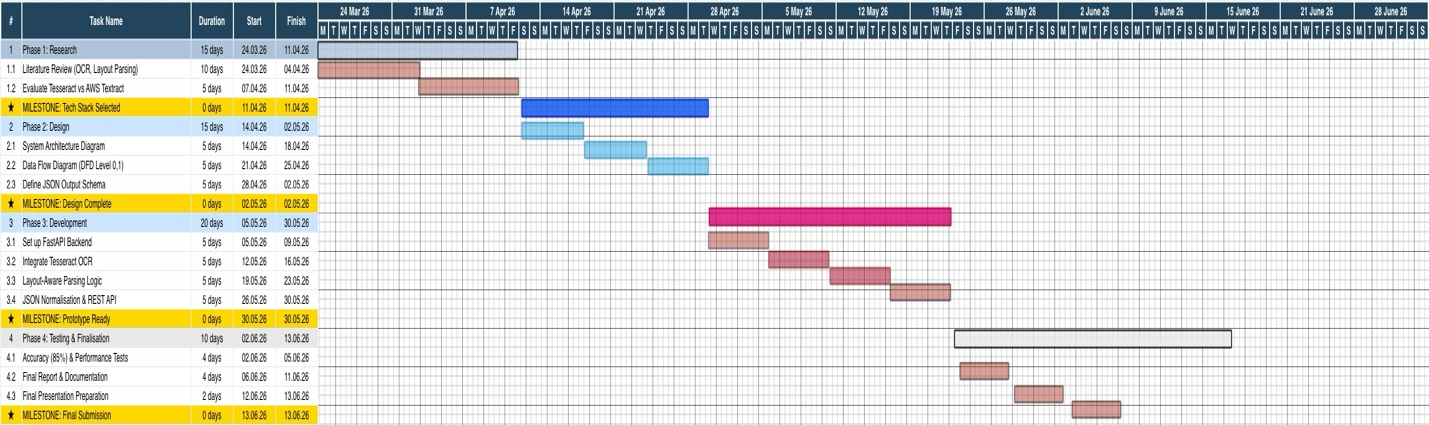 # Task Name Duration Start Finish 24 Mar 26 31 Mar 26 7 Apr 26 14 Apr 26 21 Apr 26 28 Apr 26 5 May 26 12 May 26 19 May 26 26 May 26 2 June 26 9 June 26 15 June 26 21 June 26 28 June 26
M T W T F S S M T W T F S S M T W T F S S M T W T F S S M T W T F S S M T W T F S S M T W T F S S M T W T F S S M T W T F S S M T W T F S S M T W T F S S M T W T F S S M T W T F S S M T W T F S S M T W T F S S
1 Phase 1: Research 15 days 24.03.26 11.04.26
1.1 Literature Review (OCR, Layout Parsing) 10 days 24.03.26 04.04.26
1.2 Evaluate Tesseract vs AWS Textract 5 days 07.04.26 11.04.26
★ MILESTONE: Tech Stack Selected 0 days 11.04.26 11.04.26
2 Phase 2: Design 15 days 14.04.26 02.05.26
2.1 System Architecture Diagram 5 days 14.04.26 18.04.26
2.2 Data Flow Diagram (DFD Level 0,1) 5 days 21.04.26 25.04.26
2.3 Define JSON Output Schema 5 days 28.04.26 02.05.26
★ MILESTONE: Design Complete 0 days 02.05.26 02.05.26
3 Phase 3: Development 20 days 05.05.26 30.05.26
3.1 Set up FastAPI Backend 5 days 05.05.26 09.05.26
3.2 Integrate Tesseract OCR 5 days 12.05.26 16.05.26
3.3 Layout-Aware Parsing Logic 5 days 19.05.26 23.05.26
3.4 JSON Normalisation & REST API 5 days 26.05.26 30.05.26
★ MILESTONE: Prototype Ready 0 days 30.05.26 30.05.26
4 Phase 4: Testing & Finalisation 10 days 02.06.26 13.06.26
4.1 Accuracy (85%) & Performance Tests 4 days 02.06.26 05.06.26
4.2 Final Report & Documentation 4 days 06.06.26 11.06.26
4.3 Final Presentation Preparation 2 days 12.06.26 13.06.26
★ MILESTONE: Final Submission 0 days 13.06.26 13.06.26